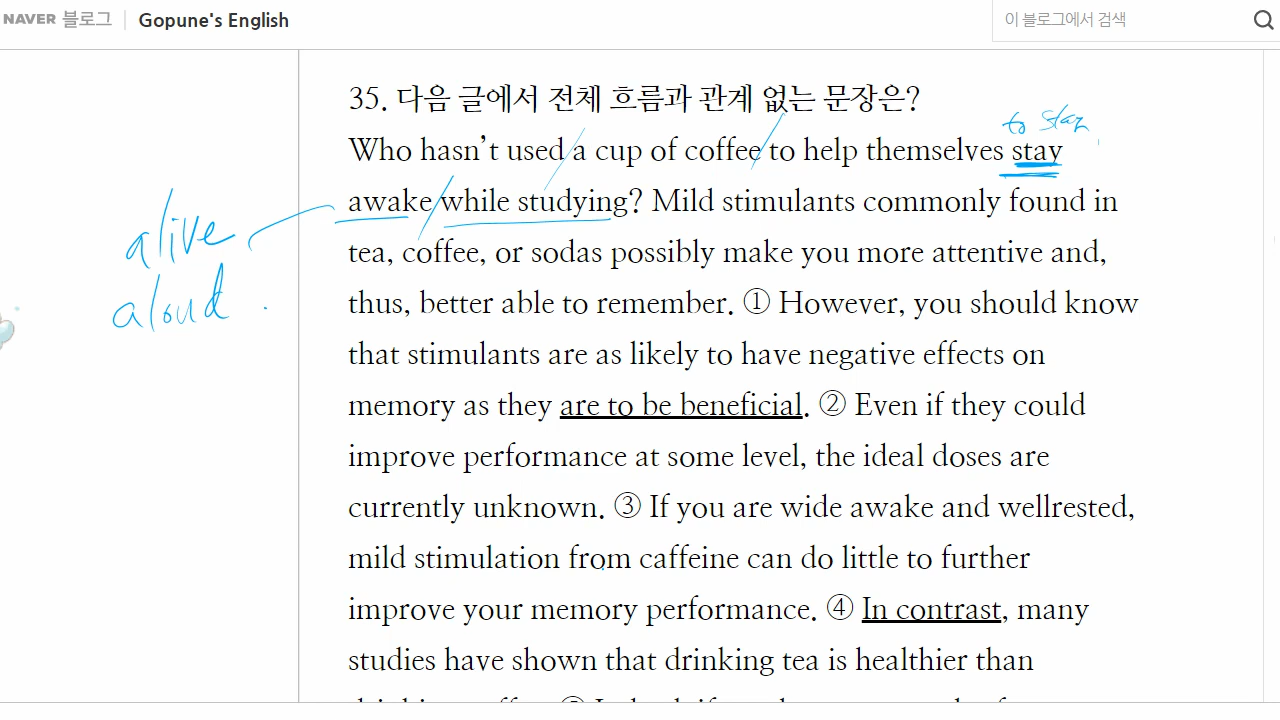 NAVER 블로그 | Gopune's English
이 블로그에서 검색
35. 다음 글에서 전체 흐름과 관계 없는 문장은?
to stay
Who hasn't used a cup of coffee to help themselves stay
awake while studying? Mild stimulants commonly found in
alive
tea, coffee, or sodas possibly make you more attentive and,
aloud
thus, better able to remember. ① However, you should know
that stimulants are as likely to have negative effects on
memory as they are to be beneficial. ② Even if they could
improve performance at some level, the ideal doses are
currently unknown. ③ If you are wide awake and wellrested,
mild stimulation from caffeine can do little to further
improve your memory performance. ④ In contrast, many
studies have shown that drinking tea is healthier than